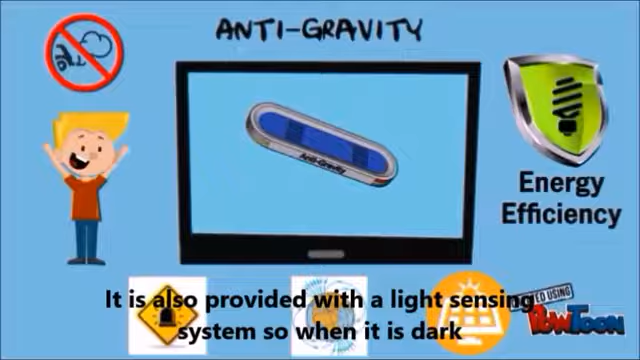 ANTI-GRAVITY
Anti-Gravity
Energy
Efficiency
It is also provided with a light sensing
system so when it is dark
USING
POWTOON